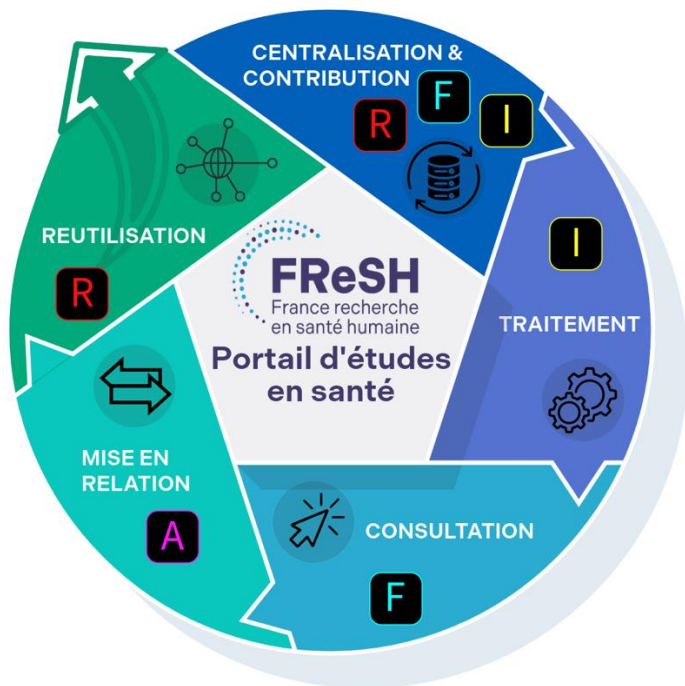 CENTRALISATION &
CONTRIBUTION
R
F
I
I
TRAITEMENT
CONSULTATION
F
MISE EN
RELATION
A
REUTILISATION
R
FReSH
France recherche
en santé humaine
Portail d'études
en santé